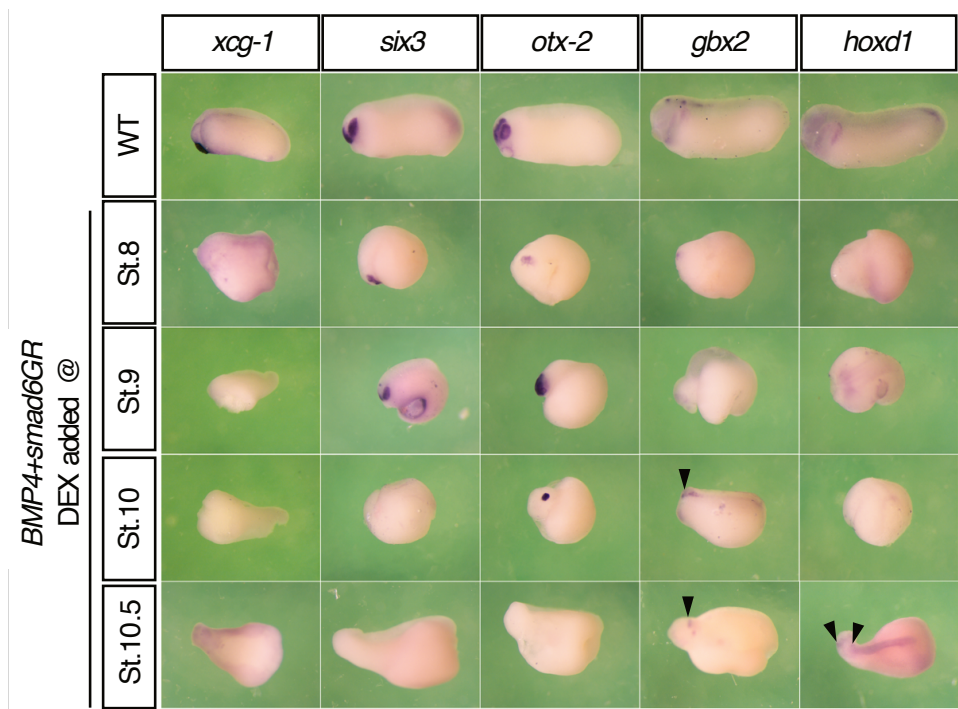 xcg-1 six3 otx-2 gbx2 hoxd1
WT
St.8
St.9
St.10
St.10.5
BMP4+smad6GR
DEX added @